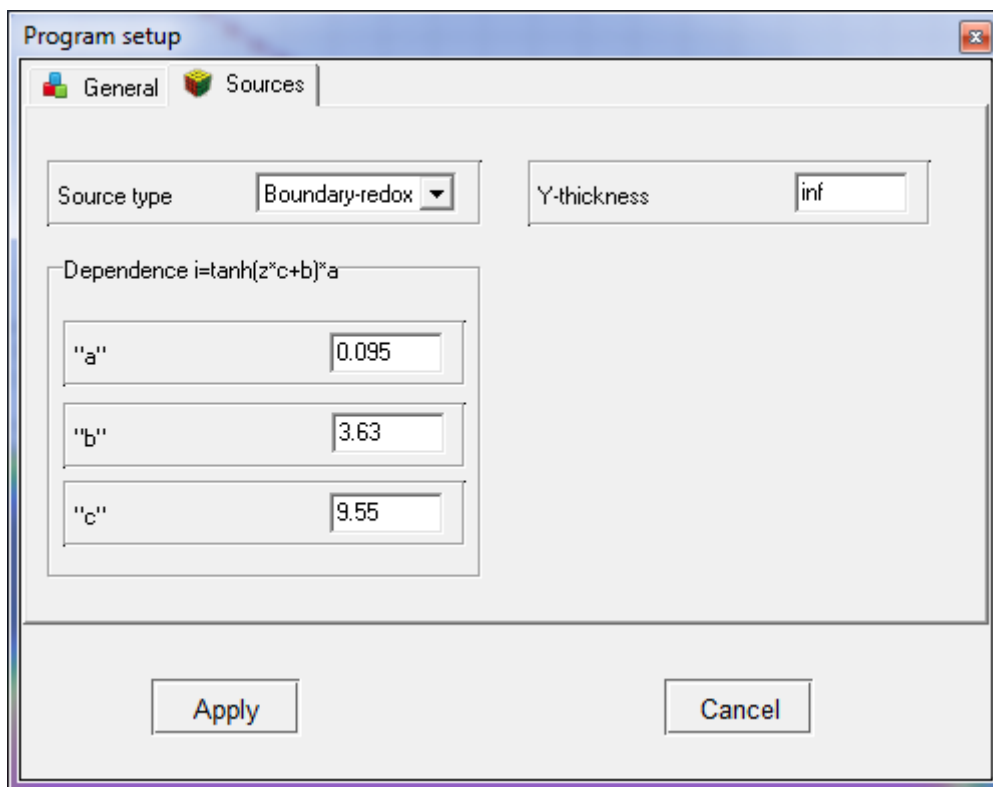 Program setup
General Sources
Source type Boundary-redox Y-thickness inf
Dependence i=tanh(z*c+b)*a
"a" 0.095
"b" 3.63
"c" 9.55
Apply Cancel